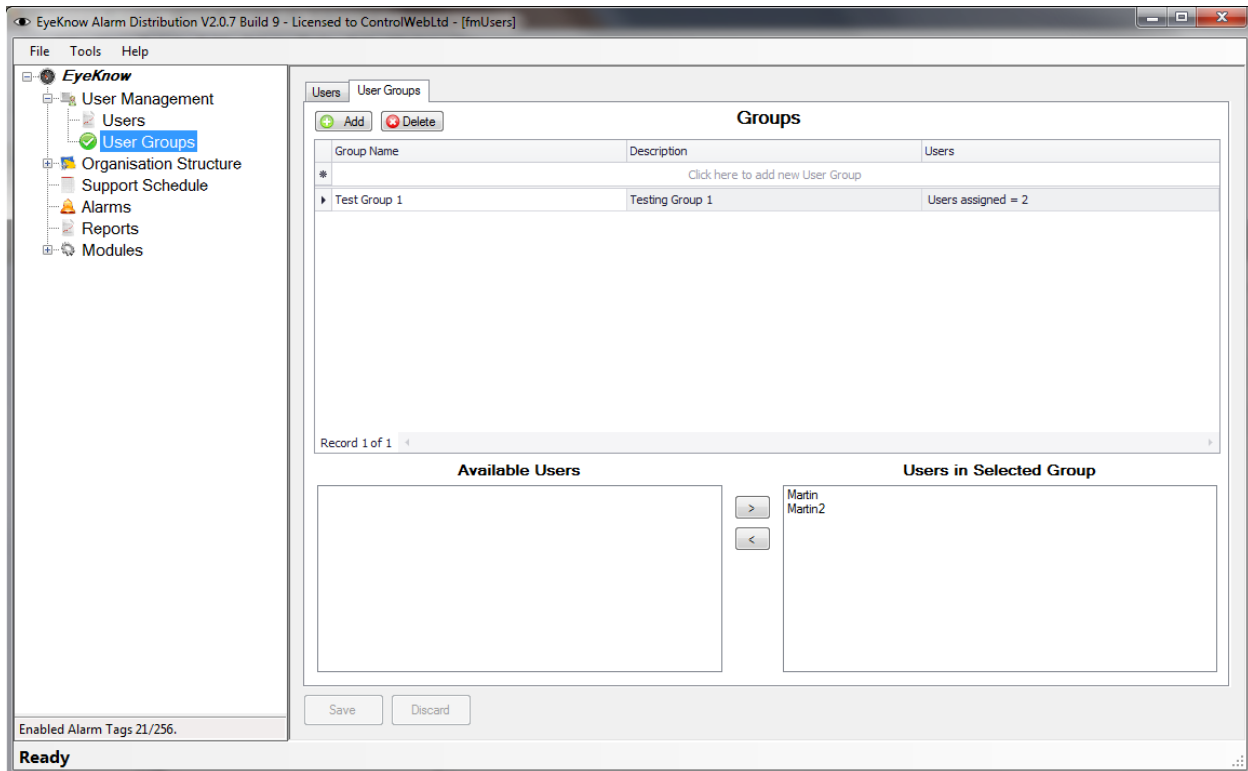 EyeKnow Alarm Distribution V2.0.7 Build 9 - Licensed to ControlWebLtd - [fmUsers]
File Tools Help
EyeKnow
User Management
Users
User Groups
Organisation Structure
Support Schedule
Alarms
Reports
Modules
Enabled Alarm Tags 21/256.
Users User Groups
Add Delete Groups
Group Name Description Users
Click here to add new User Group
Test Group 1 Testing Group 1 Users assigned = 2
Record 1 of 1
Available Users Users in Selected Group
>
<
Martin
Martin2
Save Discard
Ready